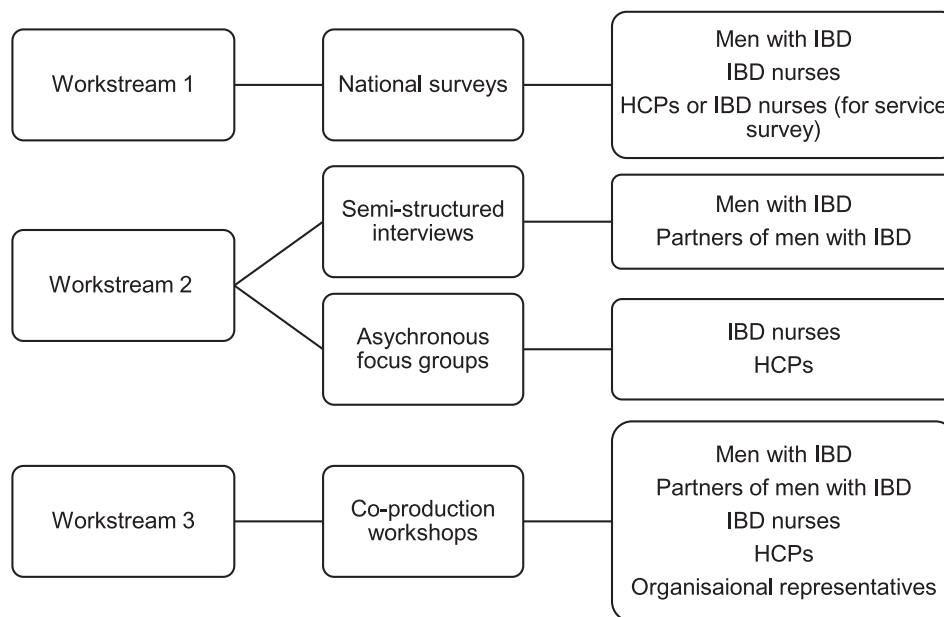 Workstream 1
National surveys
Men with IBD
IBD nurses
HCPs or IBD nurses (for service
survey)
Workstream 2
Semi-structured
interviews
Men with IBD
Partners of men with IBD
Asychronous
focus groups
IBD nurses
HCPs
Workstream 3
Co-production
workshops
Men with IBD
Partners of men with IBD
IBD nurses
HCPs
Organisaional representatives